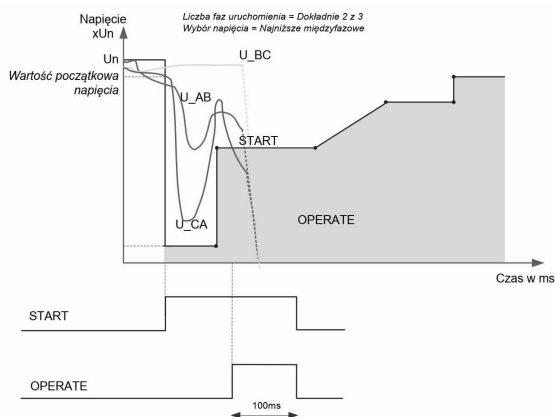 Liczba faz uruchomienia = Dokładnie 2 z 3
Wybór napięcia = Najniższe międzyfazowe
Napięcie
xUn
Un
Wartość początkowa
napięcia
U_BC
U_AB
START
U_CA
OPERATE
Czas w ms
START
OPERATE
100ms